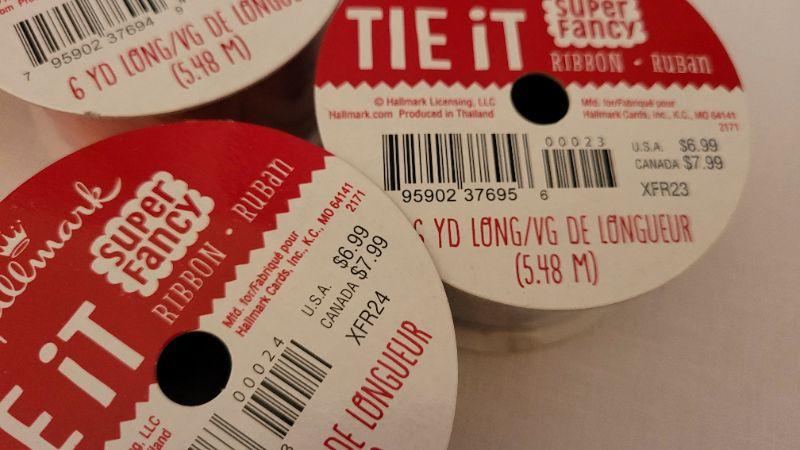 7 95902 37694
6 YD LONG/VG DE LONGUEUR
(5.48 M)
TIE iT
SUPER
FANCY
RIBBON - RUBAN
© Hallmark Licensing, LLC
Hallmark.com Produced in Thailand
Mfd. for/Fabriqué pour
Hallmark Cards, Inc., K.C., MO 64141
2171
00023
95902 37695 6
U.S.A. $6.99
CANADA $7.99
XFR23
6 YD LONG/VG DE LONGUEUR
(5.48 M)
Hallmark
SUPER
FANCY
RIBBON - RUBAN
E iT
Mfd. for/Fabriqué pour
Hallmark Cards, Inc., K.C., MO 64141
2171
U.S.A. $6.99
CANADA $7.99
XFR24
00024
LLC
DE LONGUEUR